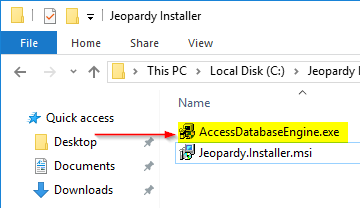 Jeopardy Installer
File Home Share View
This PC > Local Disk (C:) > Jeopardy
Name
Quick access
Desktop
AccessDatabaseEngine.exe
Documents
Jeopardy.Installer.msi
Downloads